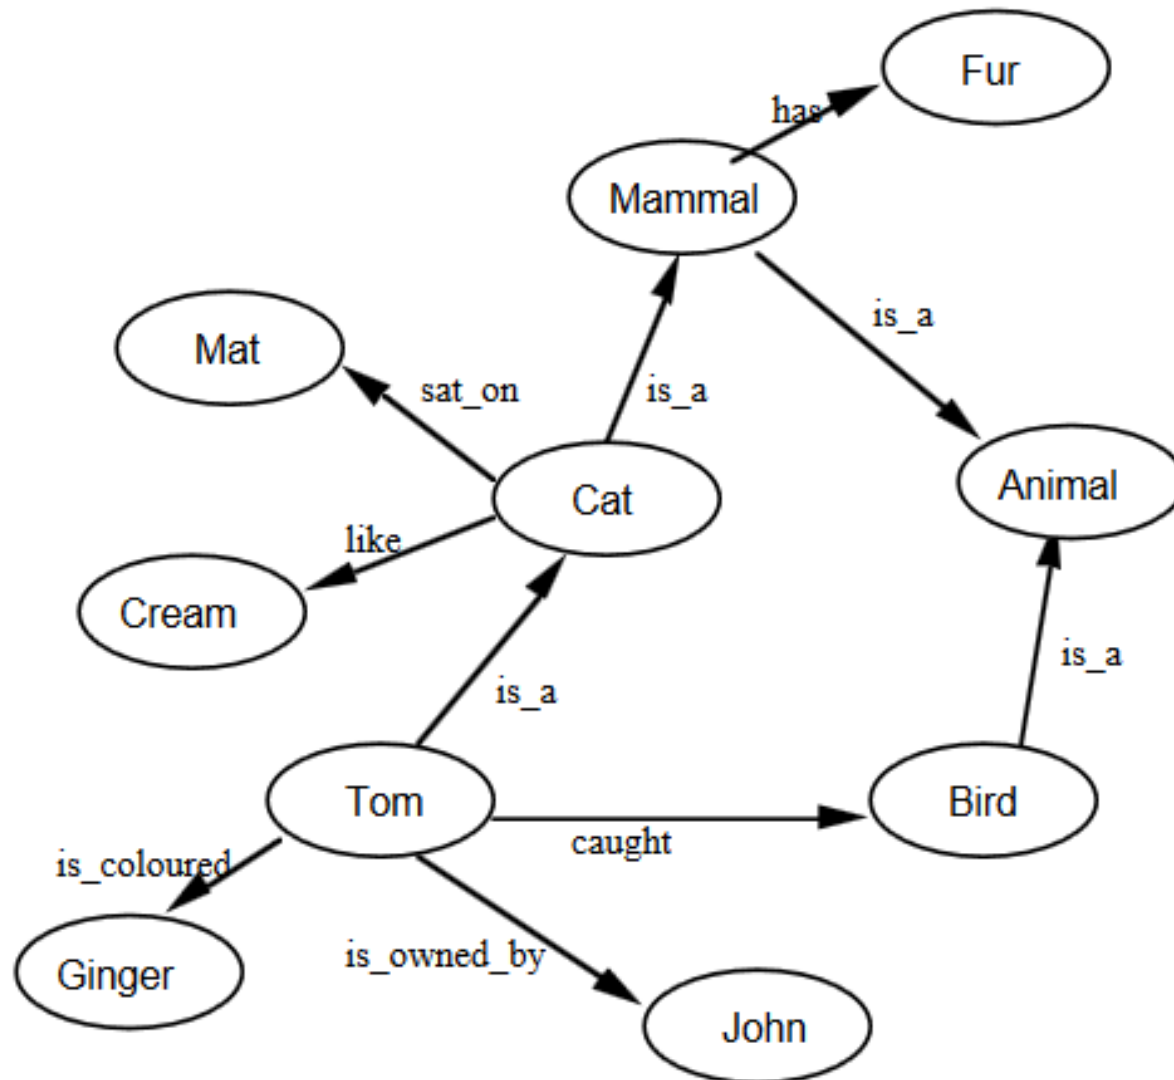 Fur
has
Mammal
is_a
Mat
sat_on
is_a
Animal
Cat
like
Cream
is_a
is_a
Tom
Bird
caught
is_coloured
is_owned_by
Ginger
John